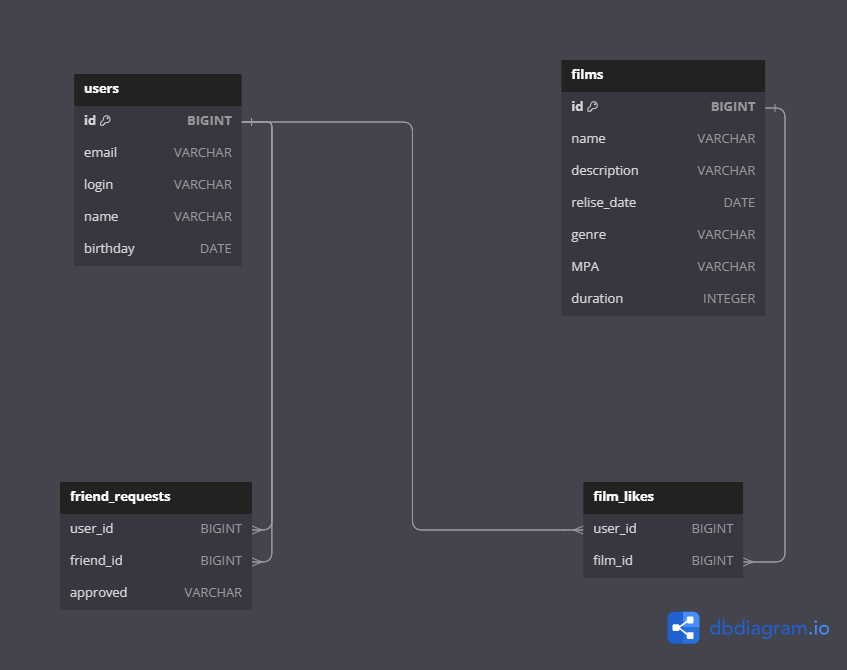 users
id BIGINT
email VARCHAR
login VARCHAR
name VARCHAR
birthday DATE
films
id BIGINT
name VARCHAR
description VARCHAR
relise_date DATE
genre VARCHAR
MPA VARCHAR
duration INTEGER
friend_requests
user_id BIGINT
friend_id BIGINT
approved VARCHAR
film_likes
user_id BIGINT
film_id BIGINT
dbdiagram.io